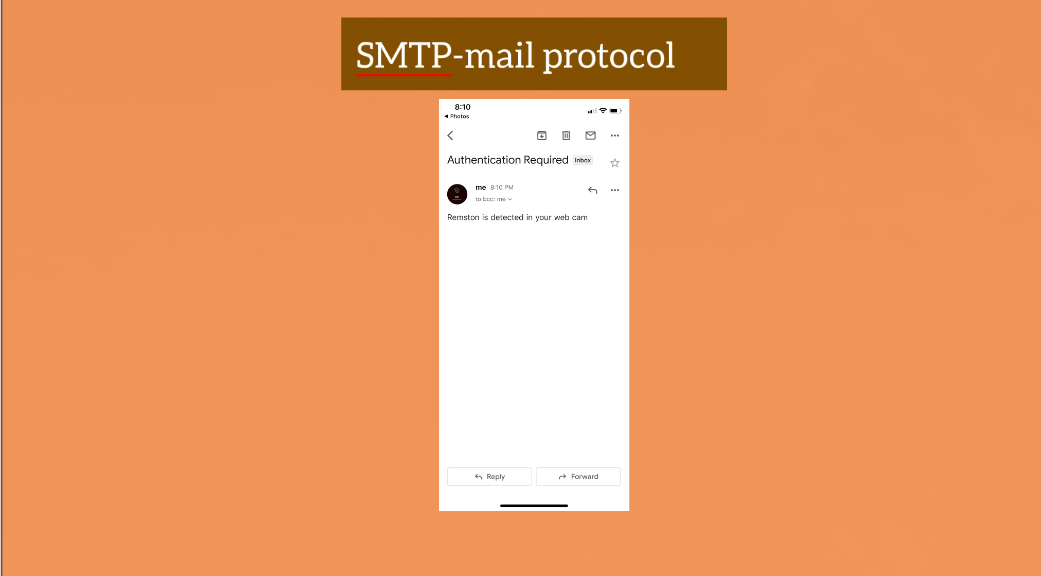 SMTP-mail protocol
8:10
Photos
Authentication Required Inbox
me 8:10 PM
to bcc: me
Remston is detected in your web cam
Reply Forward